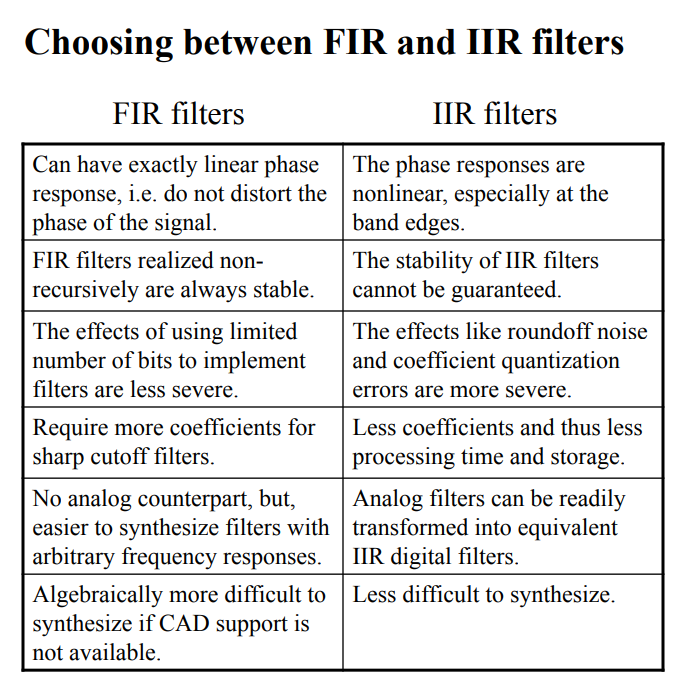 Choosing between FIR and IIR filters
FIR filters
IIR filters
Can have exactly linear phase
response, i.e. do not distort the
phase of the signal.
The phase responses are
nonlinear, especially at the
band edges.
FIR filters realized non-
recursively are always stable.
The stability of IIR filters
cannot be guaranteed.
The effects of using limited
number of bits to implement
filters are less severe.
The effects like roundoff noise
and coefficient quantization
errors are more severe.
Require more coefficients for
sharp cutoff filters.
Less coefficients and thus less
processing time and storage.
No analog counterpart, but,
easier to synthesize filters with
arbitrary frequency responses.
Analog filters can be readily
transformed into equivalent
IIR digital filters.
Algebraically more difficult to
synthesize if CAD support is
not available.
Less difficult to synthesize.